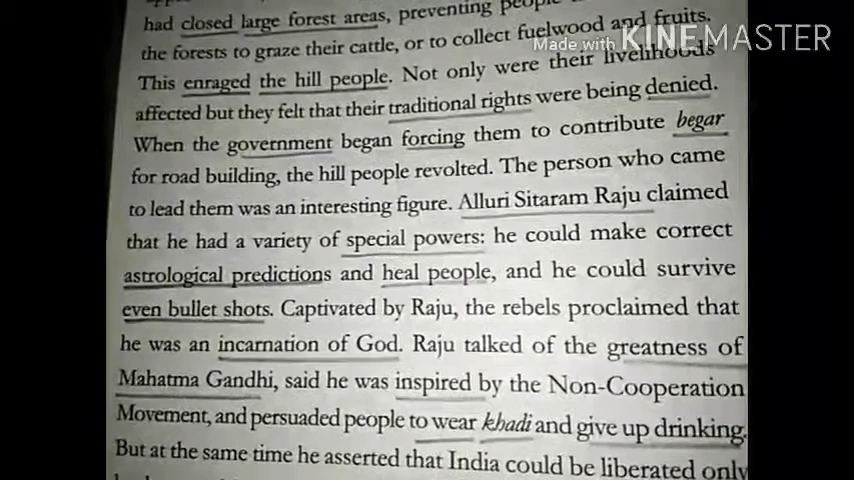 had closed large forest areas, preventing people
the forests to graze their cattle, or to collect fuelwood and fruits.
Made with KINEMASTER
This enraged the hill people. Not only were their livelihoods
affected but they felt that their traditional rights were being denied.
When the government began forcing them to contribute begar
for road building, the hill people revolted. The person who came
to lead them was an interesting figure. Alluri Sitaram Raju claimed
that he had a variety of special powers: he could make correct
astrological predictions and heal people, and he could survive
even bullet shots. Captivated by Raju, the rebels proclaimed that
he was an incarnation of God. Raju talked of the greatness of
Mahatma Gandhi, said he was inspired by the Non-Cooperation
Movement, and persuaded people to wear khadi and give up drinking.
But at the same time he asserted that India could be liberated only